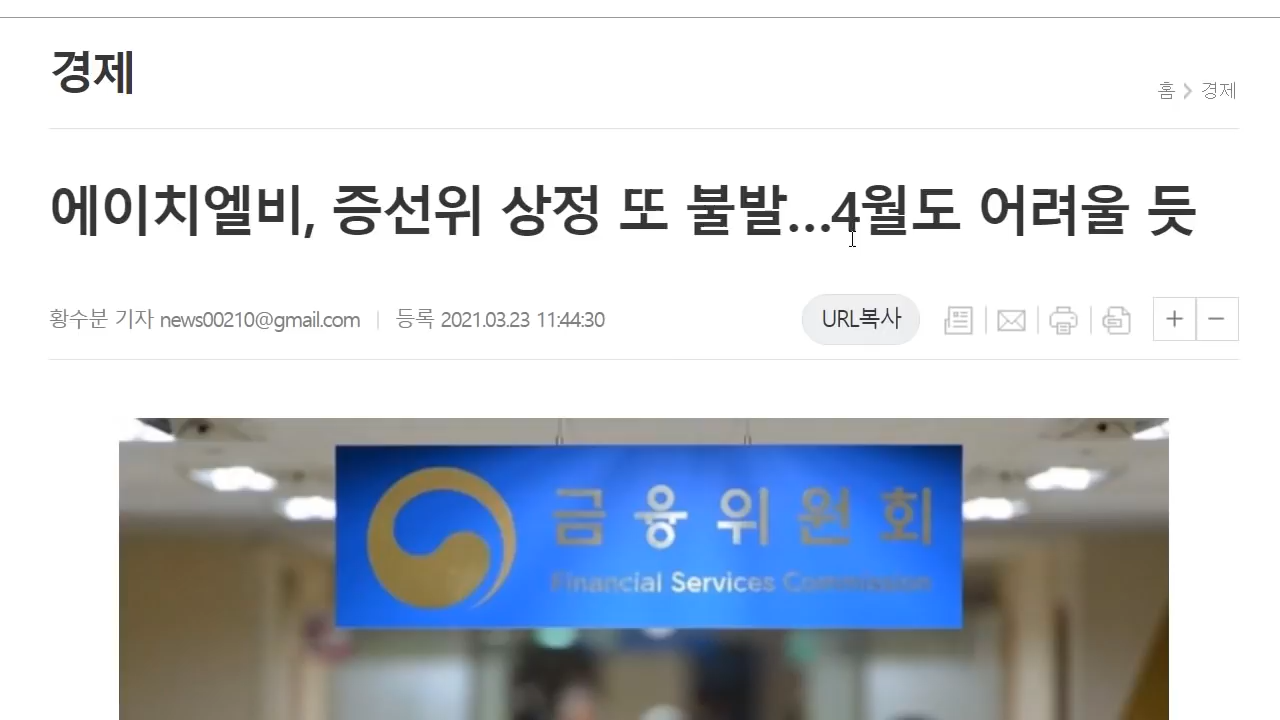 경제
홈 > 경제
에이치엘비, 증선위 상정 또 불발...4월도 어려울 듯
황수분 기자 news00210@gmail.com | 등록 2021.03.23 11:44:30
URL복사
+ −
금융위원회
Financial Services Commission